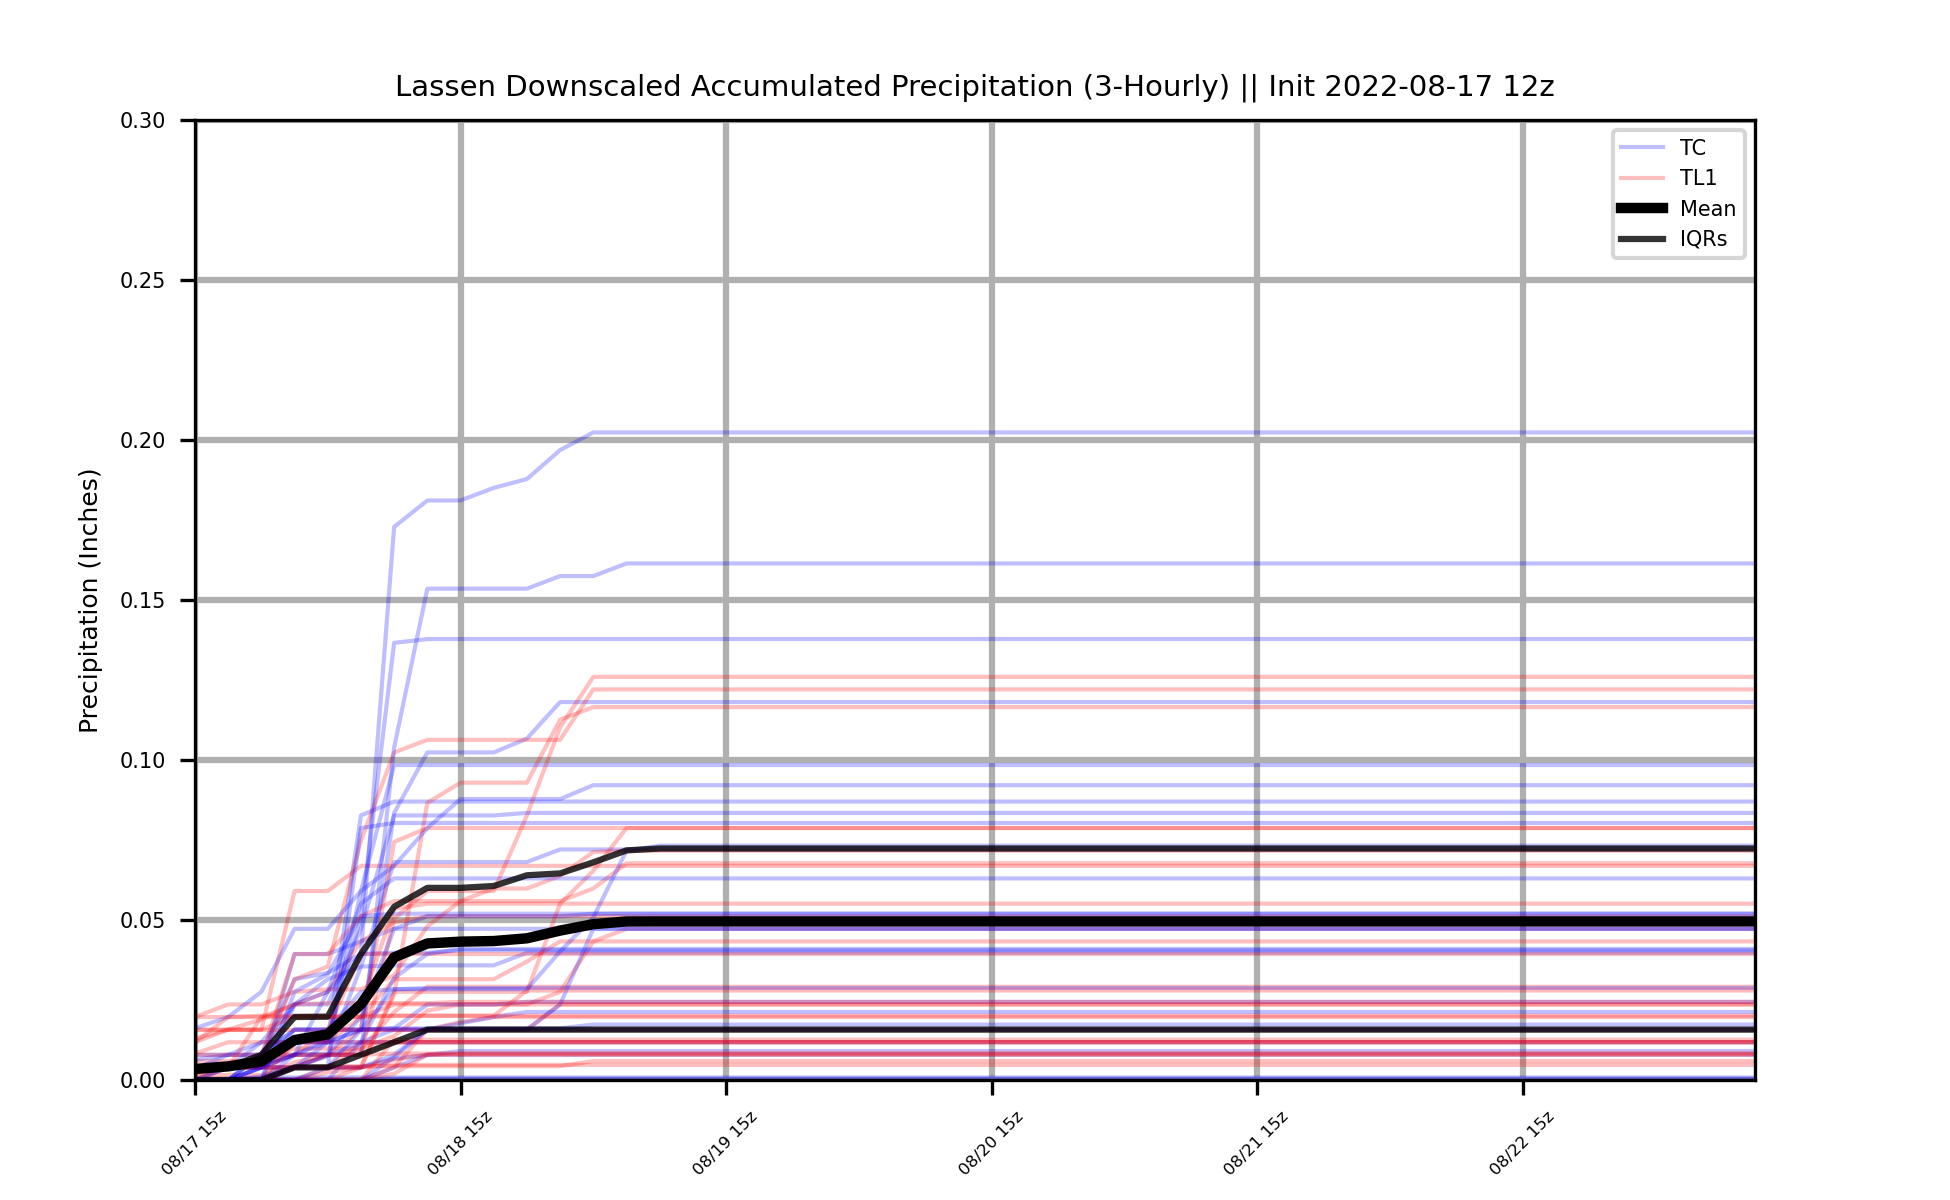 Lassen Downscaled Accumulated Precipitation (3-Hourly) || Init 2022-08-17 12z
TC
TL1
Mean
IQRs
Precipitation (Inches)
0.30
0.25
0.20
0.15
0.10
0.05
0.00
08/17 15z
08/18 15z
08/19 15z
08/20 15z
08/21 15z
08/22 15z